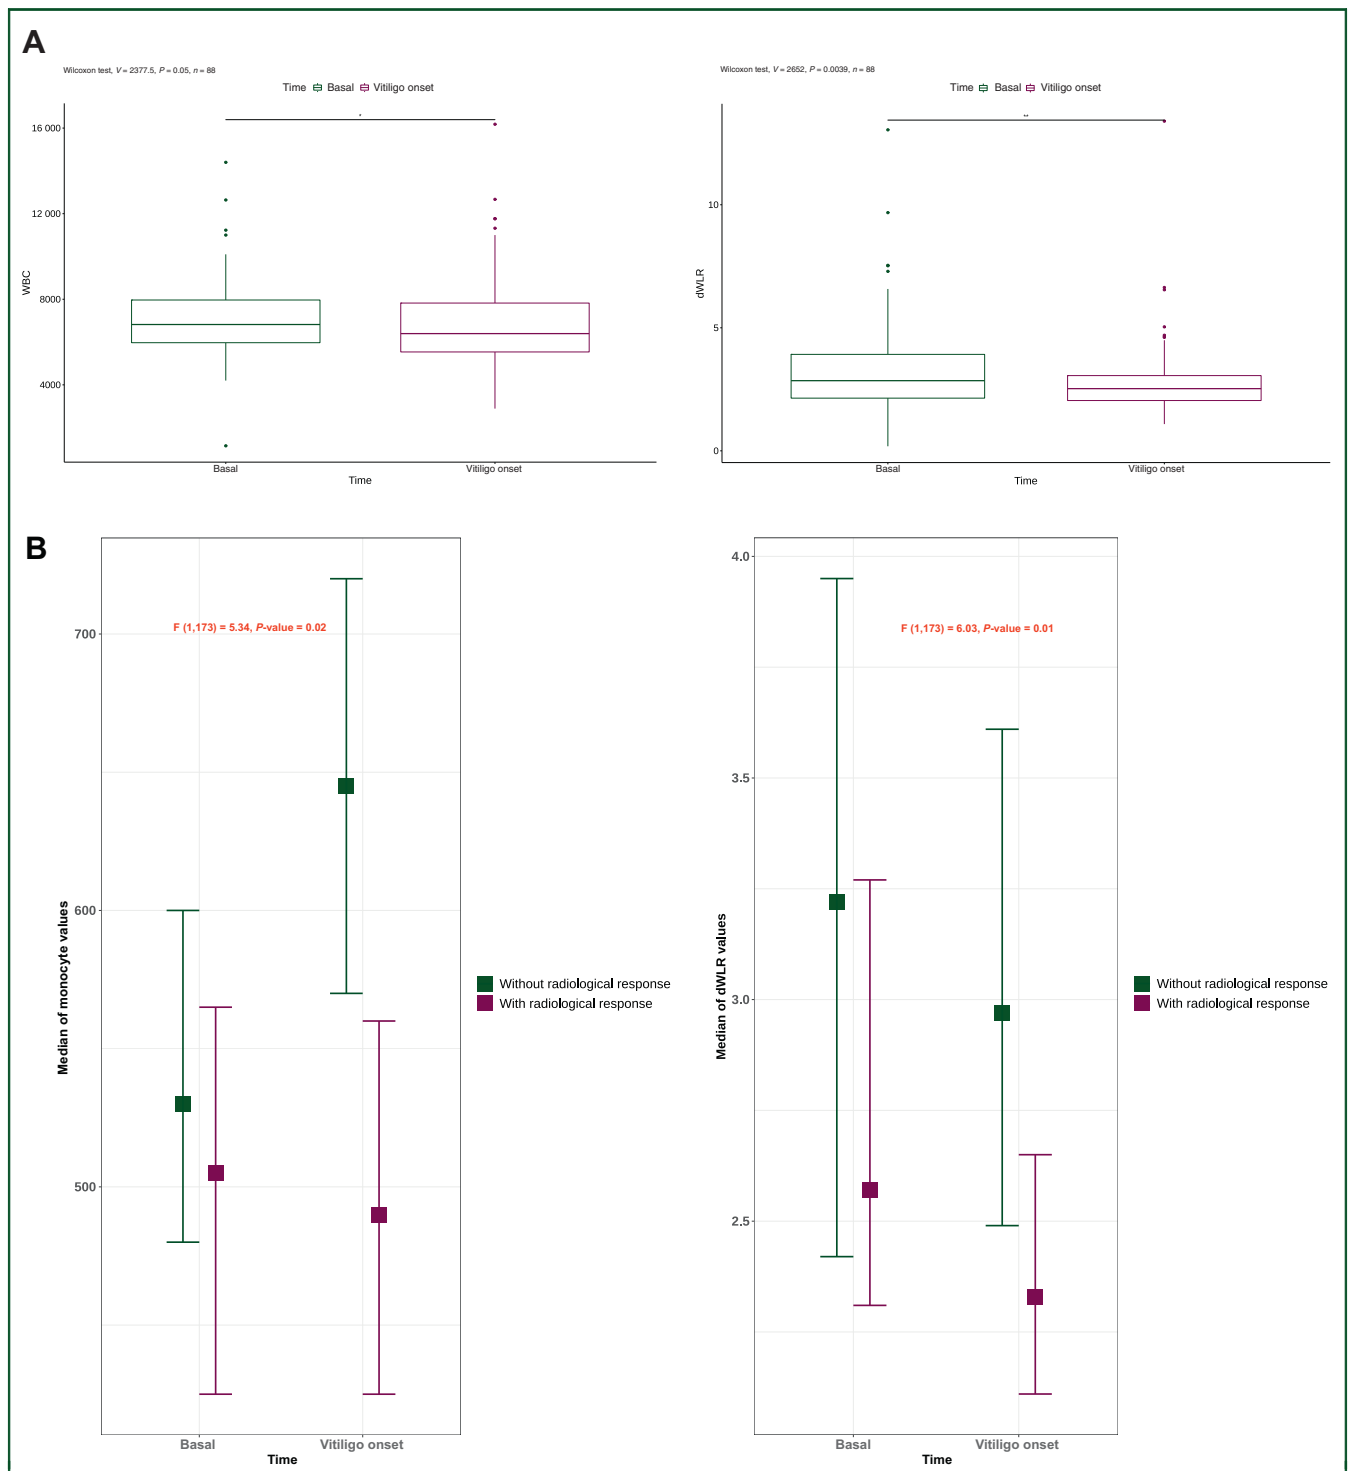 A
Wilcoxon test, V = 2377.5, P = 0.05, n = 88
Time Basal Vitiligo onset
*
16 000
12 000
8000
4000
WBC
Basal
Vitiligo onset
Time
Wilcoxon test, V = 2652, P = 0.0039, n = 88
Time Basal Vitiligo onset
**
10
5
0
dWLR
Basal
Vitiligo onset
Time
B
F (1,173) = 5.34, P-value = 0.02
700
600
500
Median of monocyte values
Basal
Vitiligo onset
Time
Without radiological response
With radiological response
F (1,173) = 6.03, P-value = 0.01
4.0
3.5
3.0
2.5
Median of dWLR values
Basal
Vitiligo onset
Time
Without radiological response
With radiological response